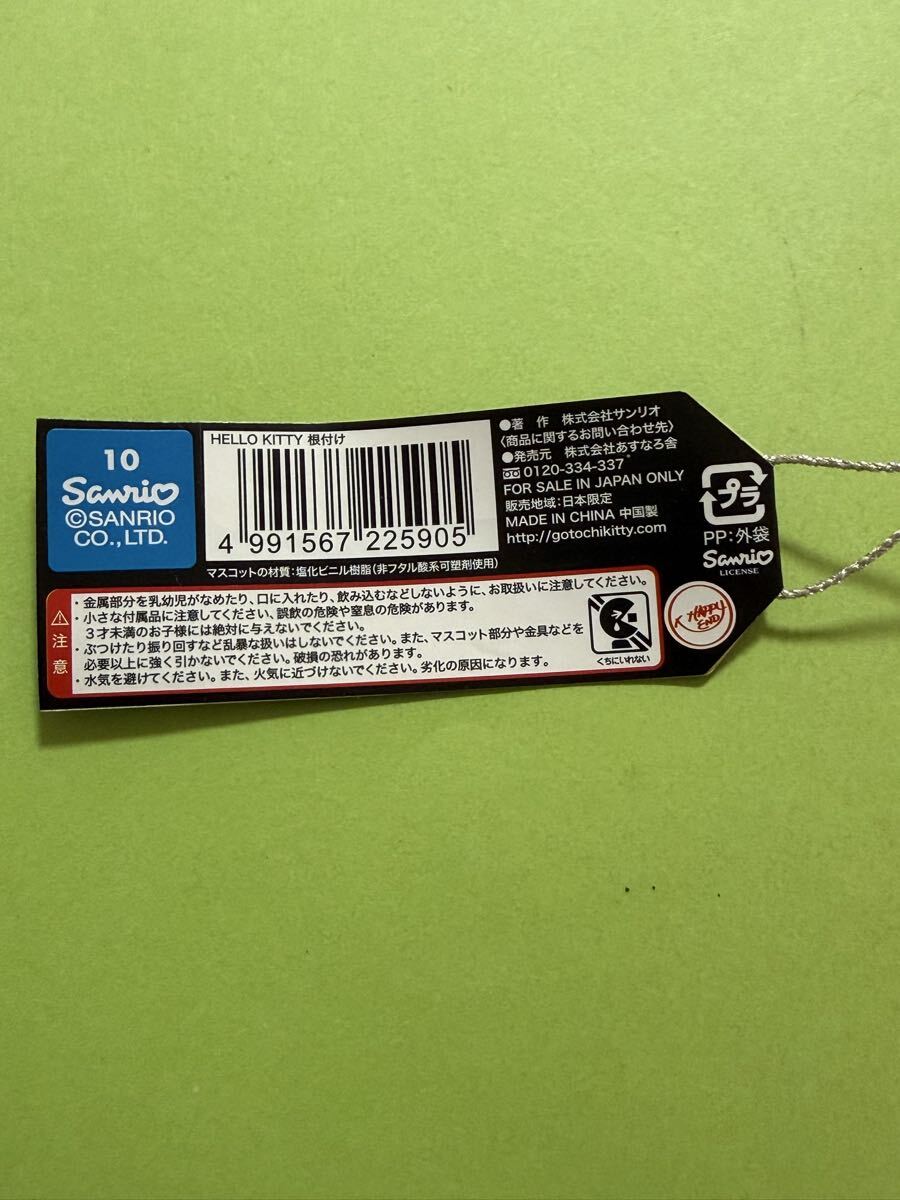 10
Sanrio
©SANRIO
CO.,LTD.
HELLO KITTY 根付け
4 991567 225905
●著 作 株式会社サンリオ
〈商品に関するお問い合わせ先〉
●発売元 株式会社あすなろ舎
0120-334-337
FOR SALE IN JAPAN ONLY
販売地域:日本限定
MADE IN CHINA 中国製
http://gotochikitty.com
プラ
PP:外袋
Sanrio
LICENSE
マスコットの材質:塩化ビニル樹脂(非フタル酸系可塑剤使用)
注意
・金属部分を乳幼児がなめたり、口に入れたり、飲み込むなどしないように、お取扱いに注意してください。
・小さな付属品に注意してください、誤飲の危険や窒息の危険があります。
3才未満のお子様には絶対に与えないでください。
・ぶつけたり振り回すなど乱暴な扱いはしないでください。また、マスコット部分や金具などを
必要以上に強く引かないでください。破損の恐れがあります。
・水気を避けてください。また、火気に近づけないでください。劣化の原因になります。
くちにいれない
HAPPY
END